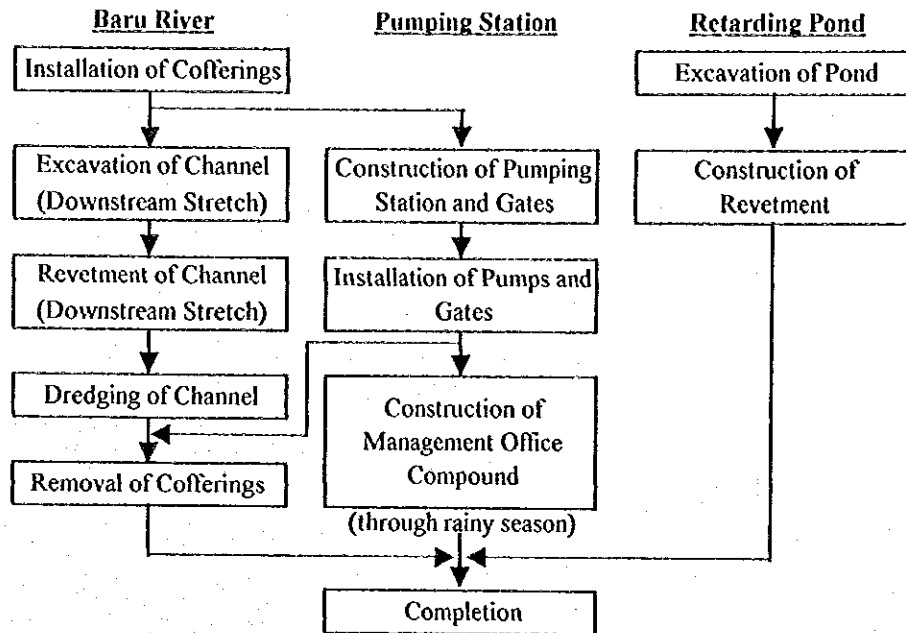 Baru River
Installation of Cofferings
Excavation of Channel
(Downstream Stretch)
Revetment of Channel
(Downstream Stretch)
Dredging of Channel
Removal of Cofferings
Pumping Station
Construction of Pumping
Station and Gates
Installation of Pumps and
Gates
Construction of
Management Office
Compound
(through rainy season)
Completion
Retarding Pond
Excavation of Pond
Construction of
Revetment